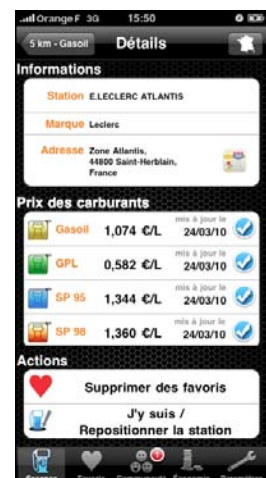 Orange F 3G 15:50
5 km - Gasoil Détails
Informations
Station E.LECLERC ATLANTIS
Marque Leclerc
Adresse Zone Atlantis,
44800 Saint-Herblain,
France
Prix des carburants
Gasoil 1,074 €/L mis à jour le 24/03/10
GPL 0,582 €/L mis à jour le 24/03/10
SP 95 1,344 €/L mis à jour le 24/03/10
SP 98 1,360 €/L mis à jour le 24/03/10
Actions
Supprimer des favoris
J'y suis /
Repositionner la station
1